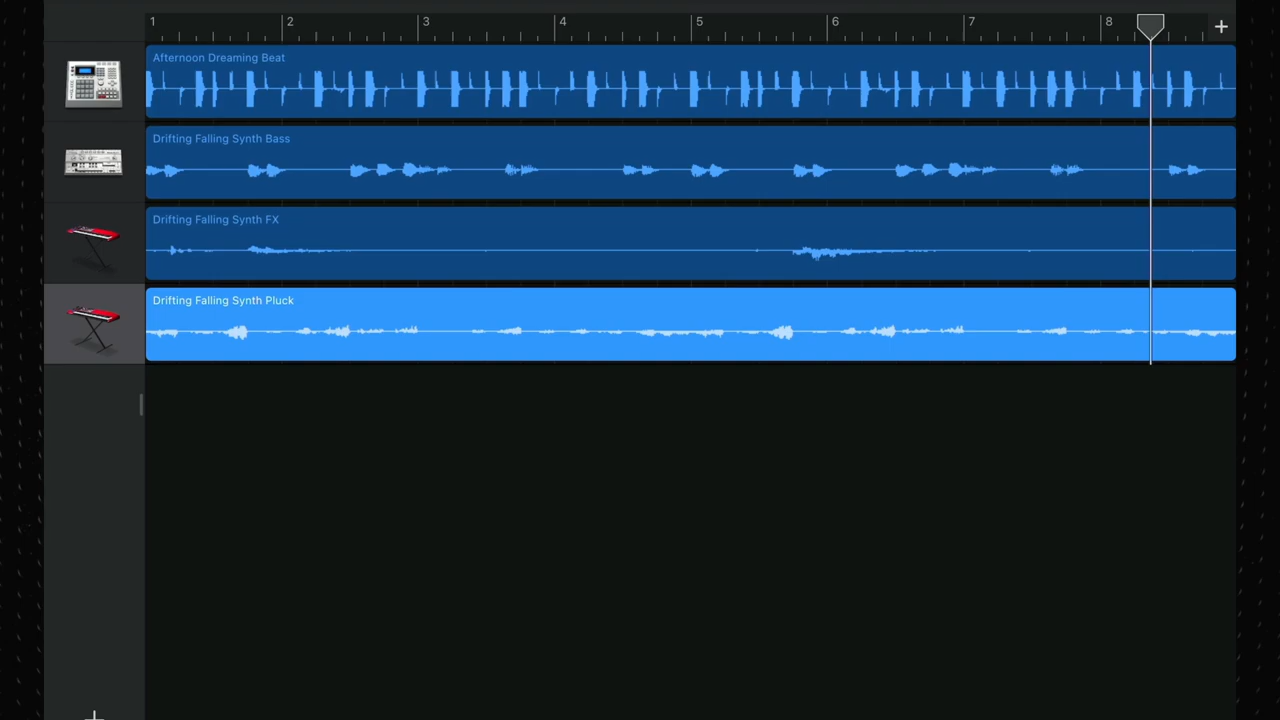 1 2 3 4 5 6 7 8 +
Afternoon Dreaming Beat
Drifting Falling Synth Bass
Drifting Falling Synth FX
Drifting Falling Synth Pluck